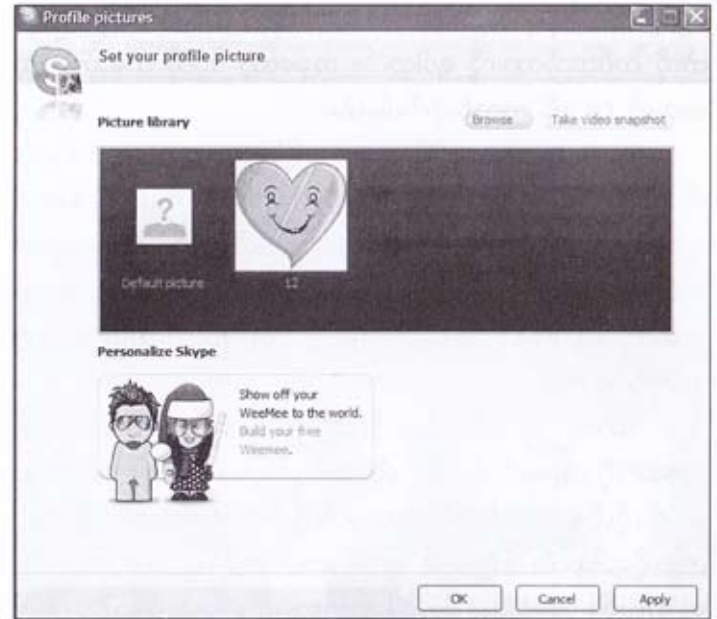 Profile pictures
Set your profile picture
Picture library
Browse...
Take video snapshot
?
Default picture
12
Personalize Skype
Show off your
WeeMee to the world.
Build your free
Weemee.
OK
Cancel
Apply